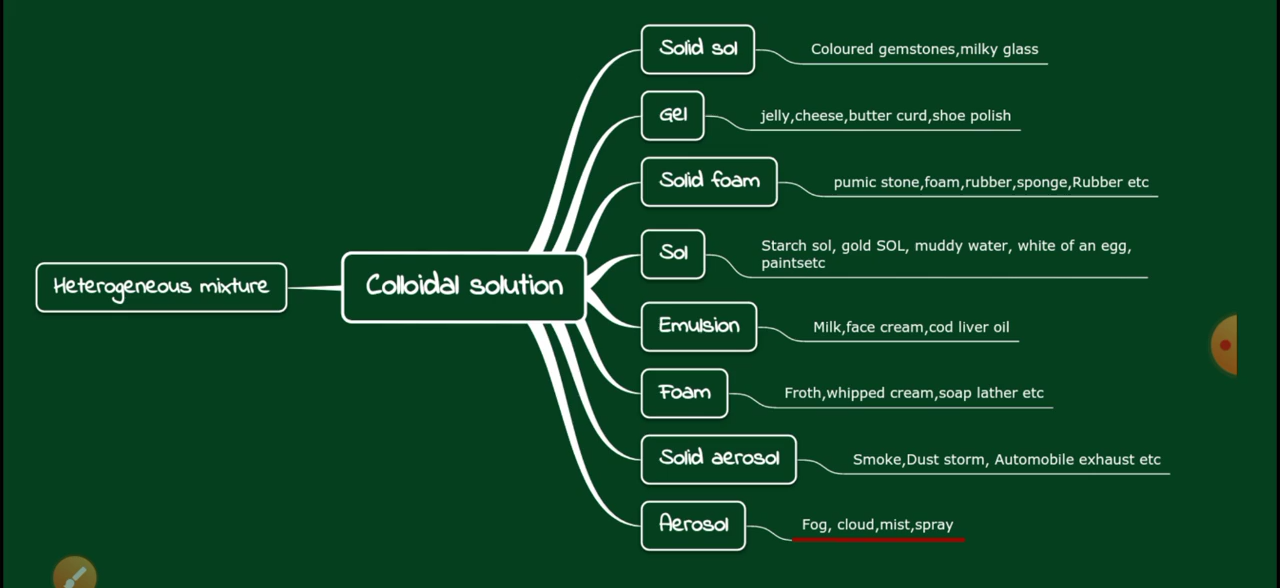 Heterogeneous mixture
Colloidal solution
Solid sol
Coloured gemstones,milky glass
Gel
jelly,cheese,butter curd,shoe polish
Solid foam
pumic stone,foam,rubber,sponge,Rubber etc
Sol
Starch sol, gold SOL, muddy water, white of an egg,
paintsetc
Emulsion
Milk,face cream,cod liver oil
Foam
Froth,whipped cream,soap lather etc
Solid aerosol
Smoke,Dust storm, Automobile exhaust etc
Aerosol
Fog, cloud,mist,spray